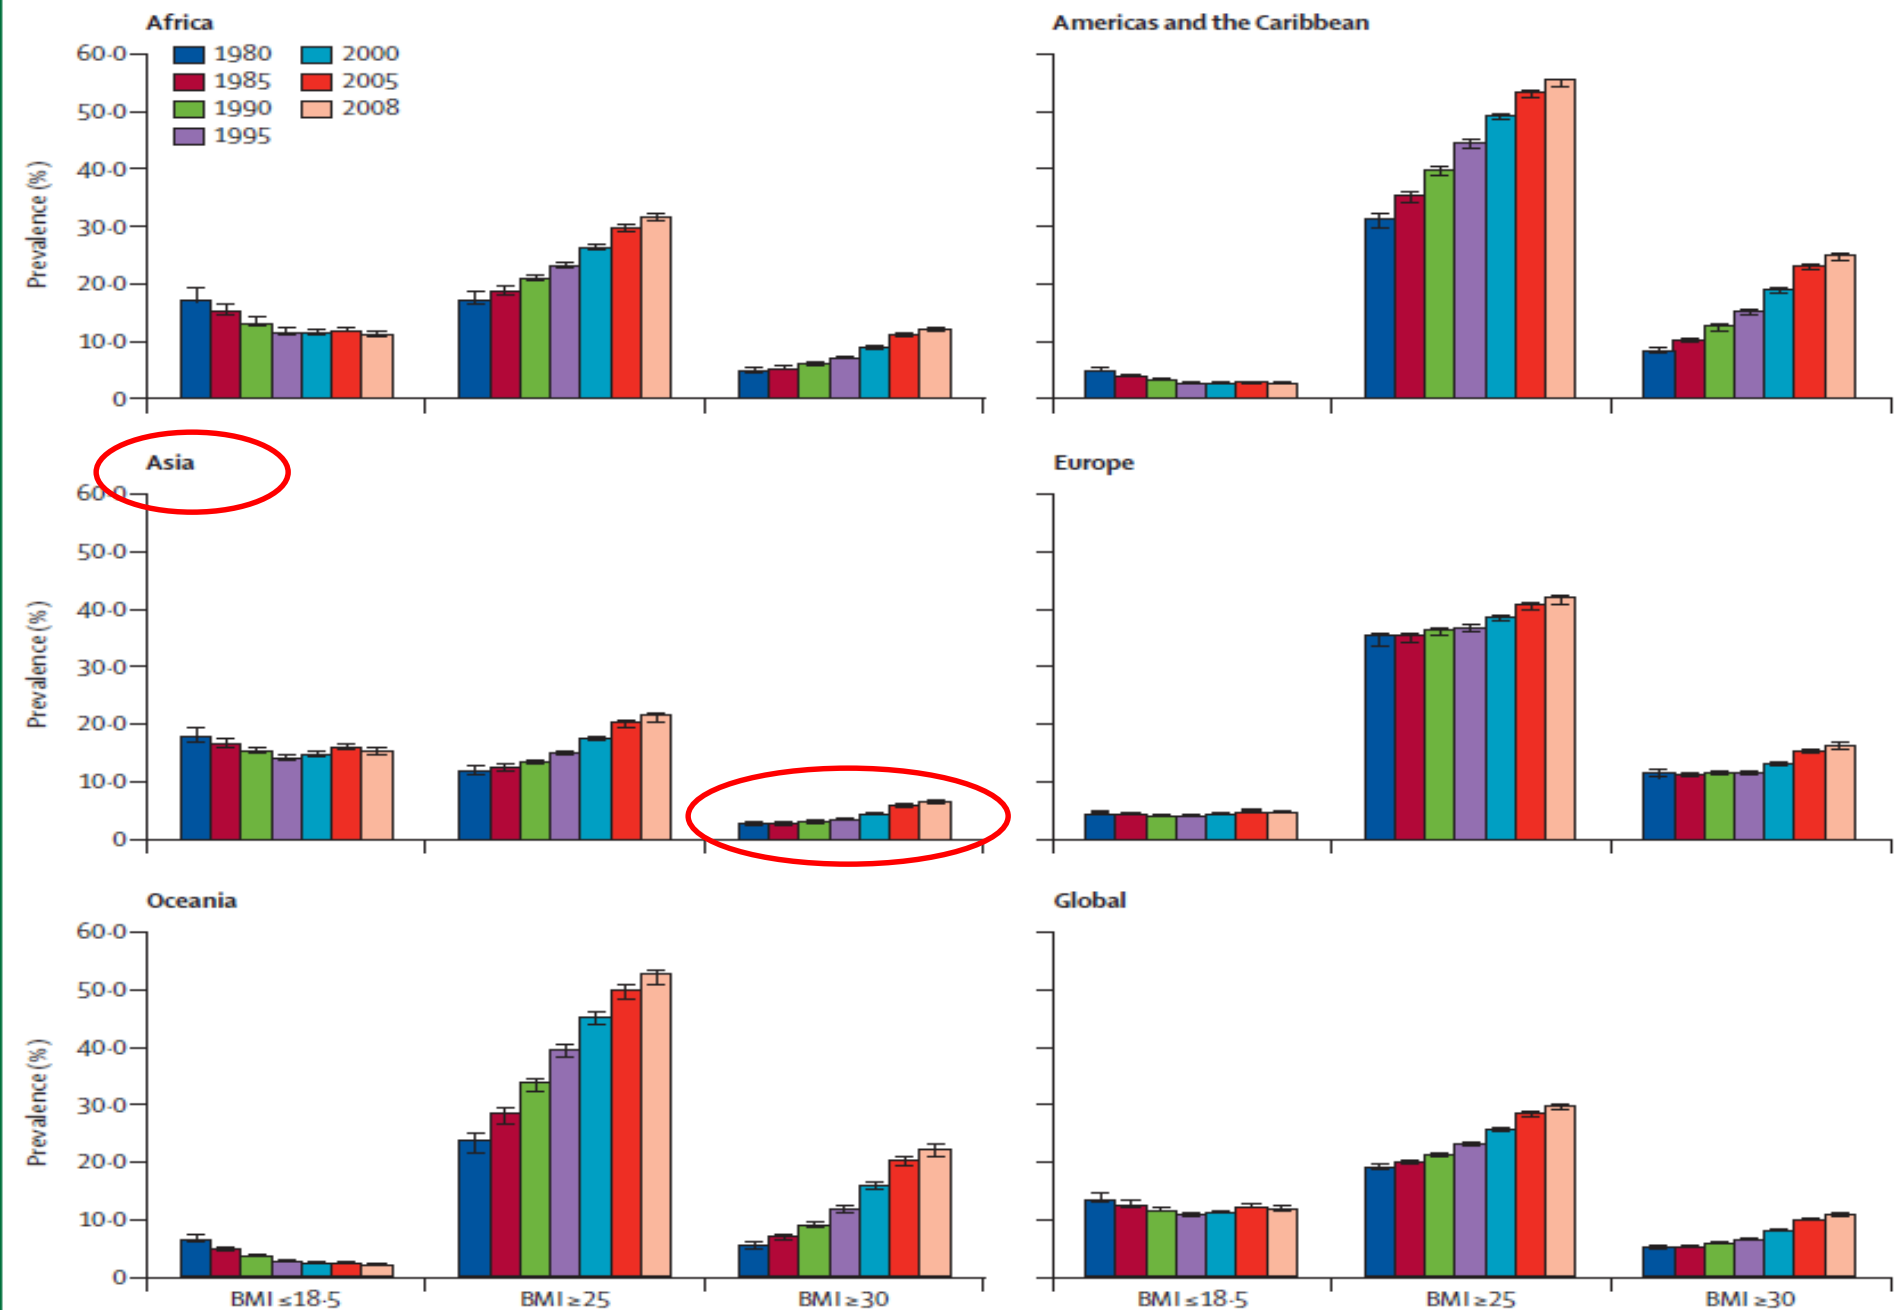 Africa
Americas and the Caribbean
1980 2000
1985 2005
1990 2008
1995
60·0
50·0
40·0
30·0
20·0
10·0
0
Prevalence (%)
Asia
Europe
60·0
50·0
40·0
30·0
20·0
10·0
0
Prevalence (%)
Oceania
Global
60·0
50·0
40·0
30·0
20·0
10·0
0
Prevalence (%)
BMI ≤18·5 BMI ≥25 BMI ≥30 BMI ≤18·5 BMI ≥25 BMI ≥30